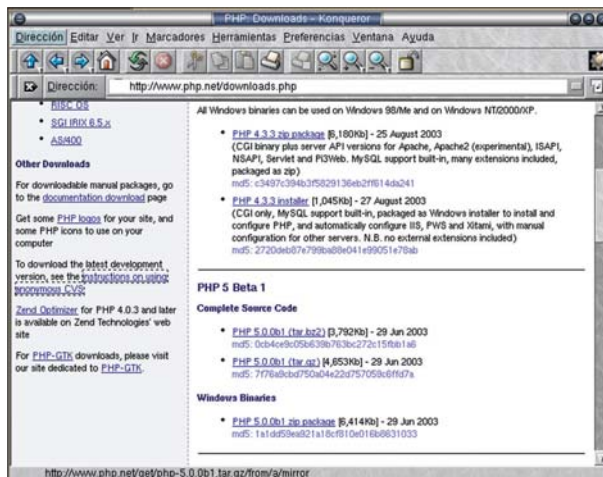 PHP: Downloads - Konqueror
Dirección Editar Ver Ir Marcadores Herramientas Preferencias Ventana Ayuda
Dirección: http://www.php.net/downloads.php
RISC OS
SGI IRIX 6.5.x
AS/400
Other Downloads
For downloadable manual packages, go
to the documentation download page
Get some PHP logos for your site, and
some PHP icons to use on your
computer
To download the latest development
version, see the instructions on using
anonymous CVS.
Zend Optimizer for PHP 4.0.3 and later
is available on Zend Technologies' web
site
For PHP-GTK downloads, please visit
our site dedicated to PHP-GTK.
All Windows binaries can be used on Windows 98/Me and on Windows NT/2000/XP.
PHP 4.3.3 zip package [6,180Kb] - 25 August 2003
(CGI binary plus server API versions for Apache, Apache2 (experimental), ISAPI,
NSAPI, Servlet and Pi3Web. MySQL support built-in, many extensions included,
packaged as zip)
md5: c3497c394b3f5829136eb2ff614da241
PHP 4.3.3 installer [1,045Kb] - 27 August 2003
(CGI only, MySQL support built-in, packaged as Windows installer to install and
configure PHP, and automatically configure IIS, PWS and Xitami, with manual
configuration for other servers. N.B. no external extensions included)
md5: 2720deb87e799ba88e041e99051e78ab
PHP 5 Beta 1
Complete Source Code
PHP 5.0.0b1 (tar.bz2) [3,792Kb] - 29 Jun 2003
md5: 0cb4ce9c05b639b763bc272c15fbb1a6
PHP 5.0.0b1 (tar.gz) [4,653Kb] - 29 Jun 2003
md5: 7f76a9cbd750a04e22d757059c6ffd7a
Windows Binaries
PHP 5.0.0b1 zip package [6,414Kb] - 29 Jun 2003
md5: 1a1dd59ea921a18cf810e016b8631033
http://www.php.net/get/php-5.0.0b1.tar.gz/from/a/mirror